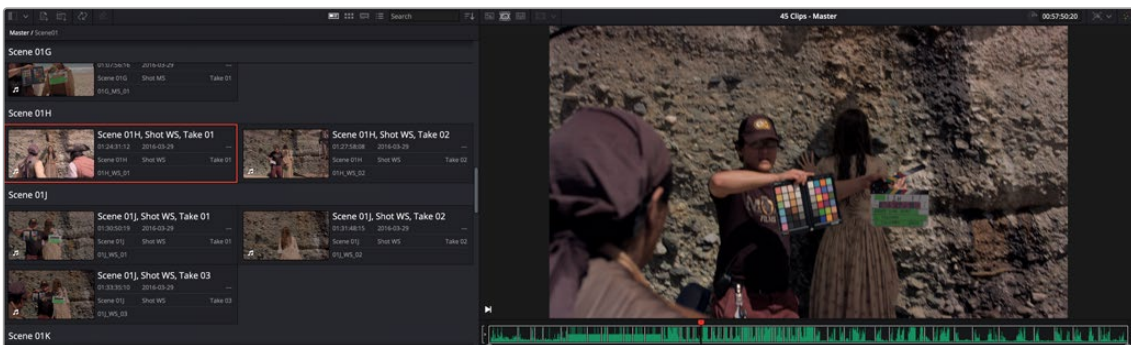 Search
45 Clips - Master
00:57:50:20
Master / Scene01
Scene 01G
01:07:56:16 2016-03-29
Scene 01G Shot MS Take 01
01G_MS_01
Scene 01H
Scene 01H, Shot WS, Take 01
01:24:31:12 2016-03-29
Scene 01H Shot WS Take 01
01H_WS_01
Scene 01H, Shot WS, Take 02
01:27:58:08 2016-03-29
Scene 01H Shot WS Take 02
01H_WS_02
Scene 01J
Scene 01J, Shot WS, Take 01
01:30:50:19 2016-03-29
Scene 01J Shot WS Take 01
01J_WS_01
Scene 01J, Shot WS, Take 02
01:31:48:15 2016-03-29
Scene 01J Shot WS Take 02
01J_WS_02
Scene 01J, Shot WS, Take 03
01:33:35:10 2016-03-29
Scene 01J Shot WS Take 03
01J_WS_03
Scene 01K